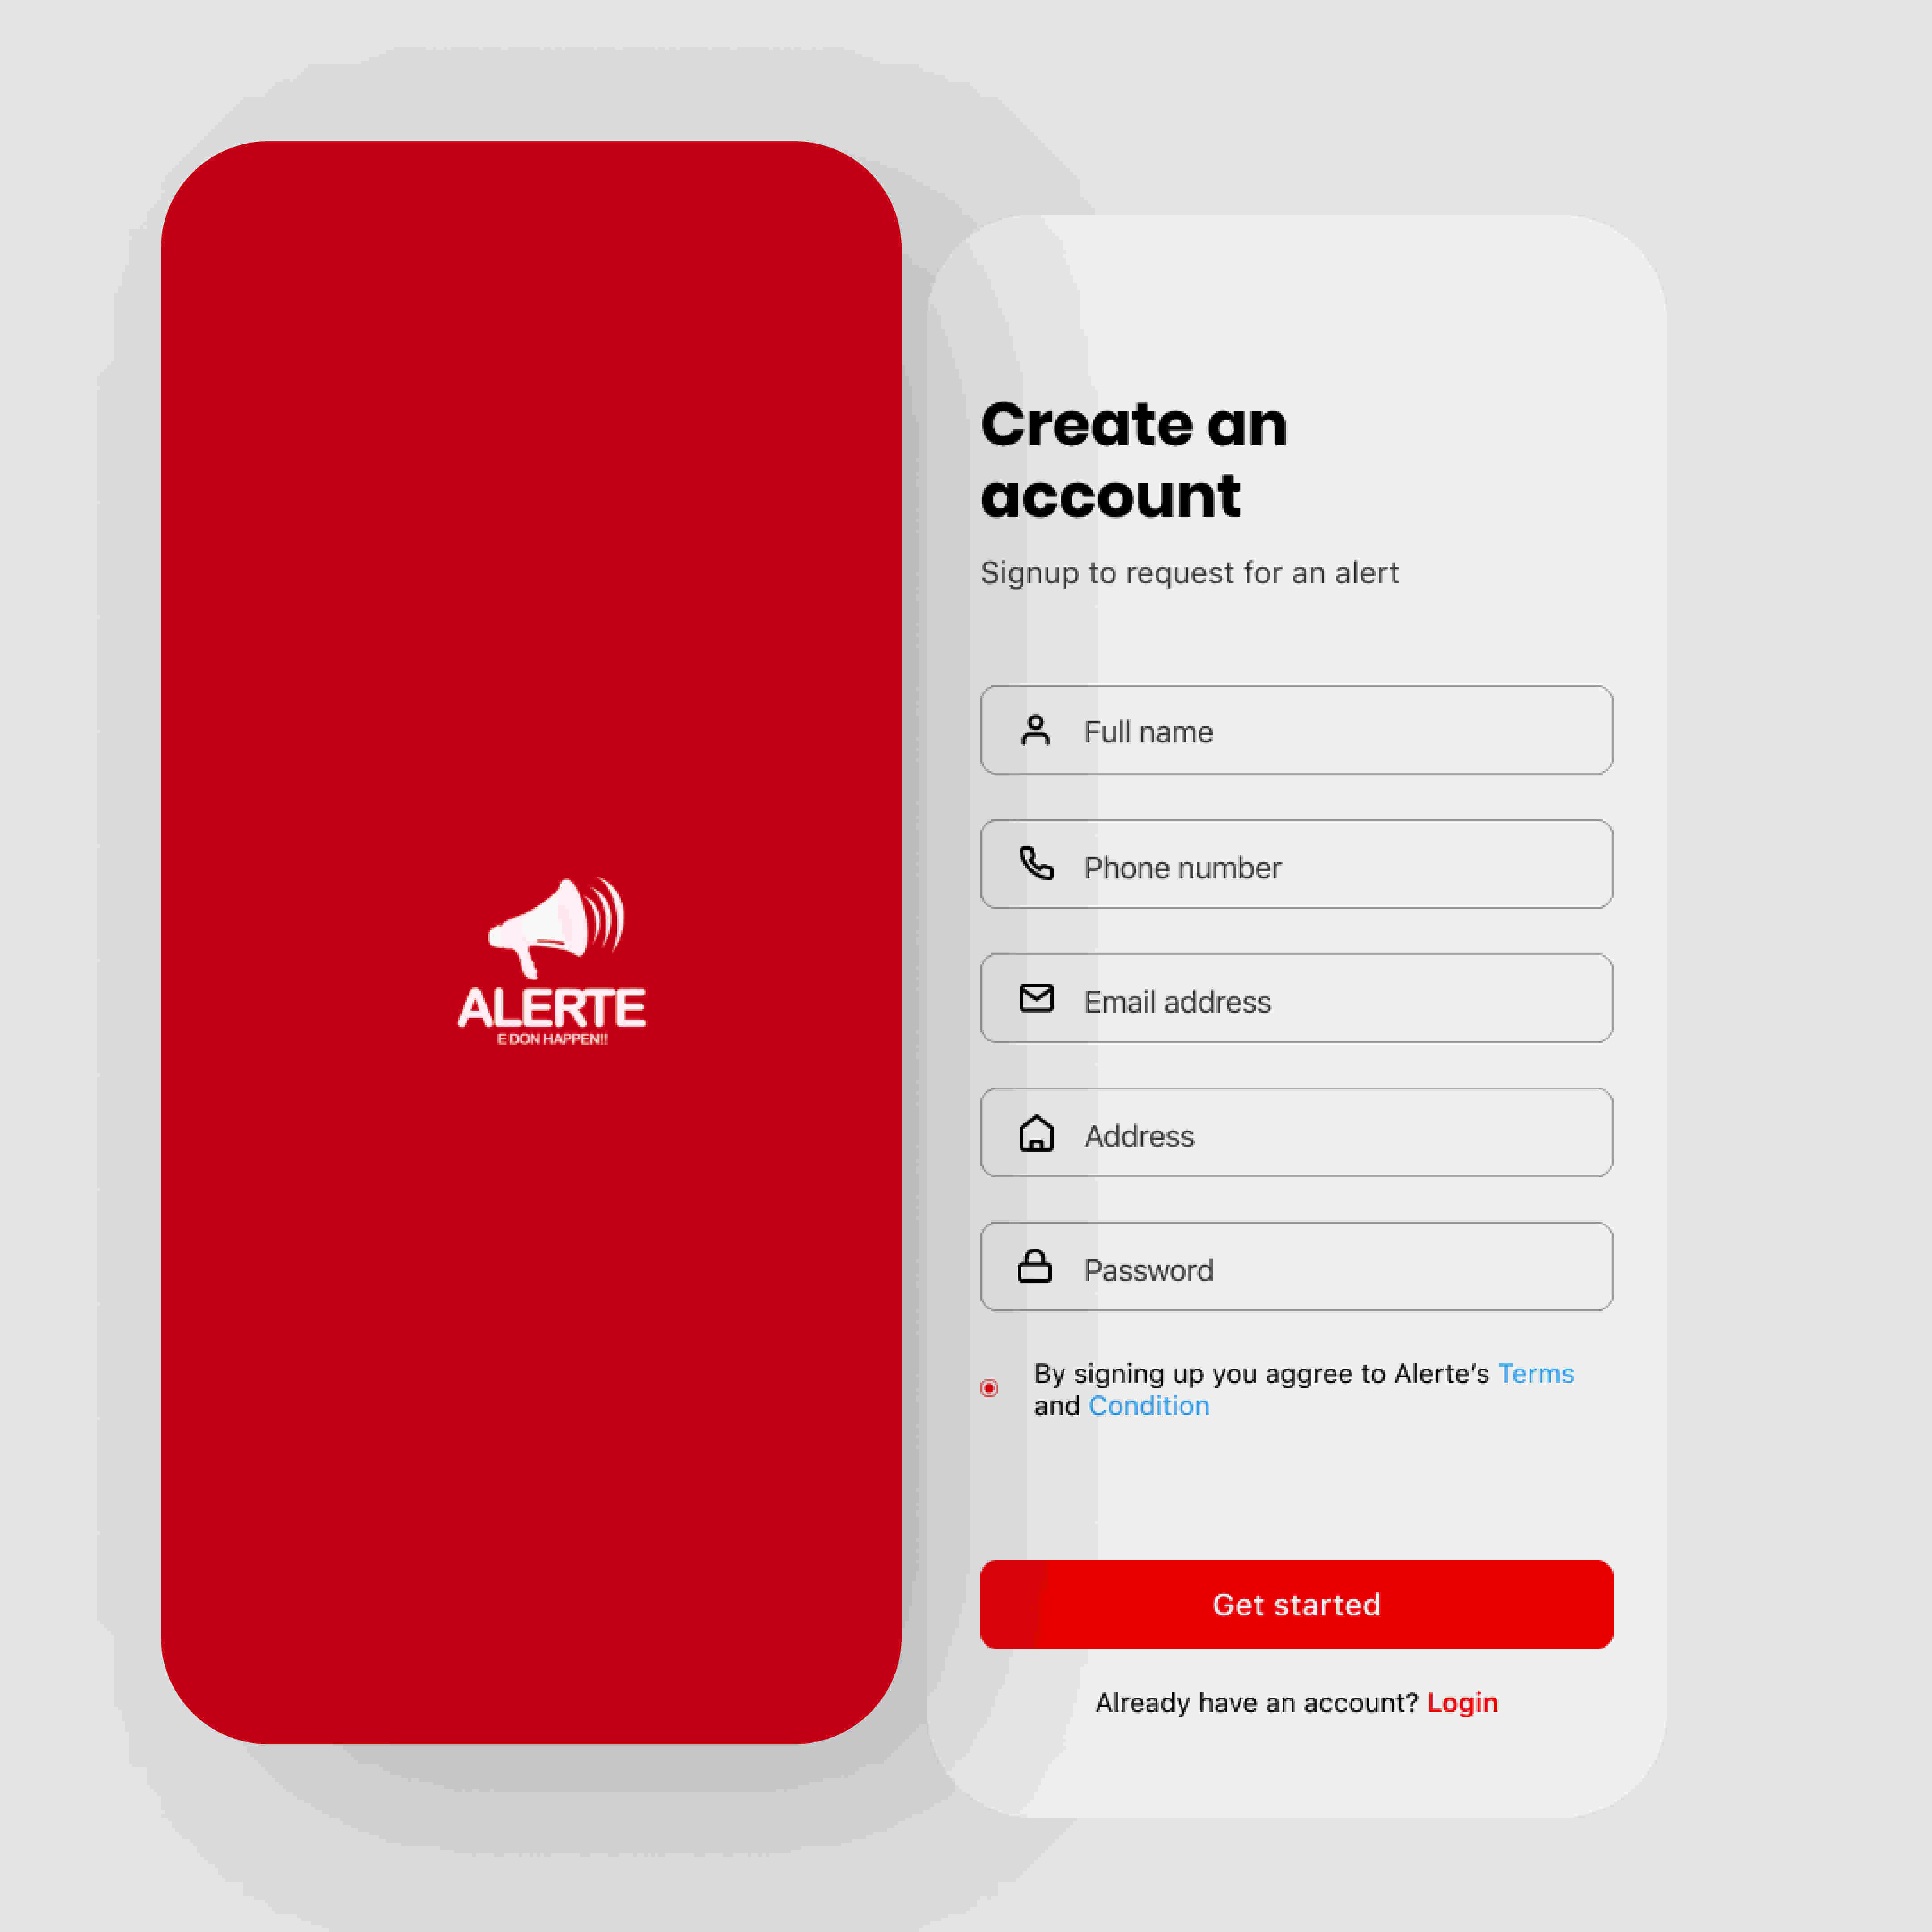 ALERTE
E DON HAPPEN!!
Create an
account
Signup to request for an alert
Full name
Phone number
Email address
Address
Password
By signing up you aggree to Alerte's Terms
and Condition
Get started
Already have an account? Login